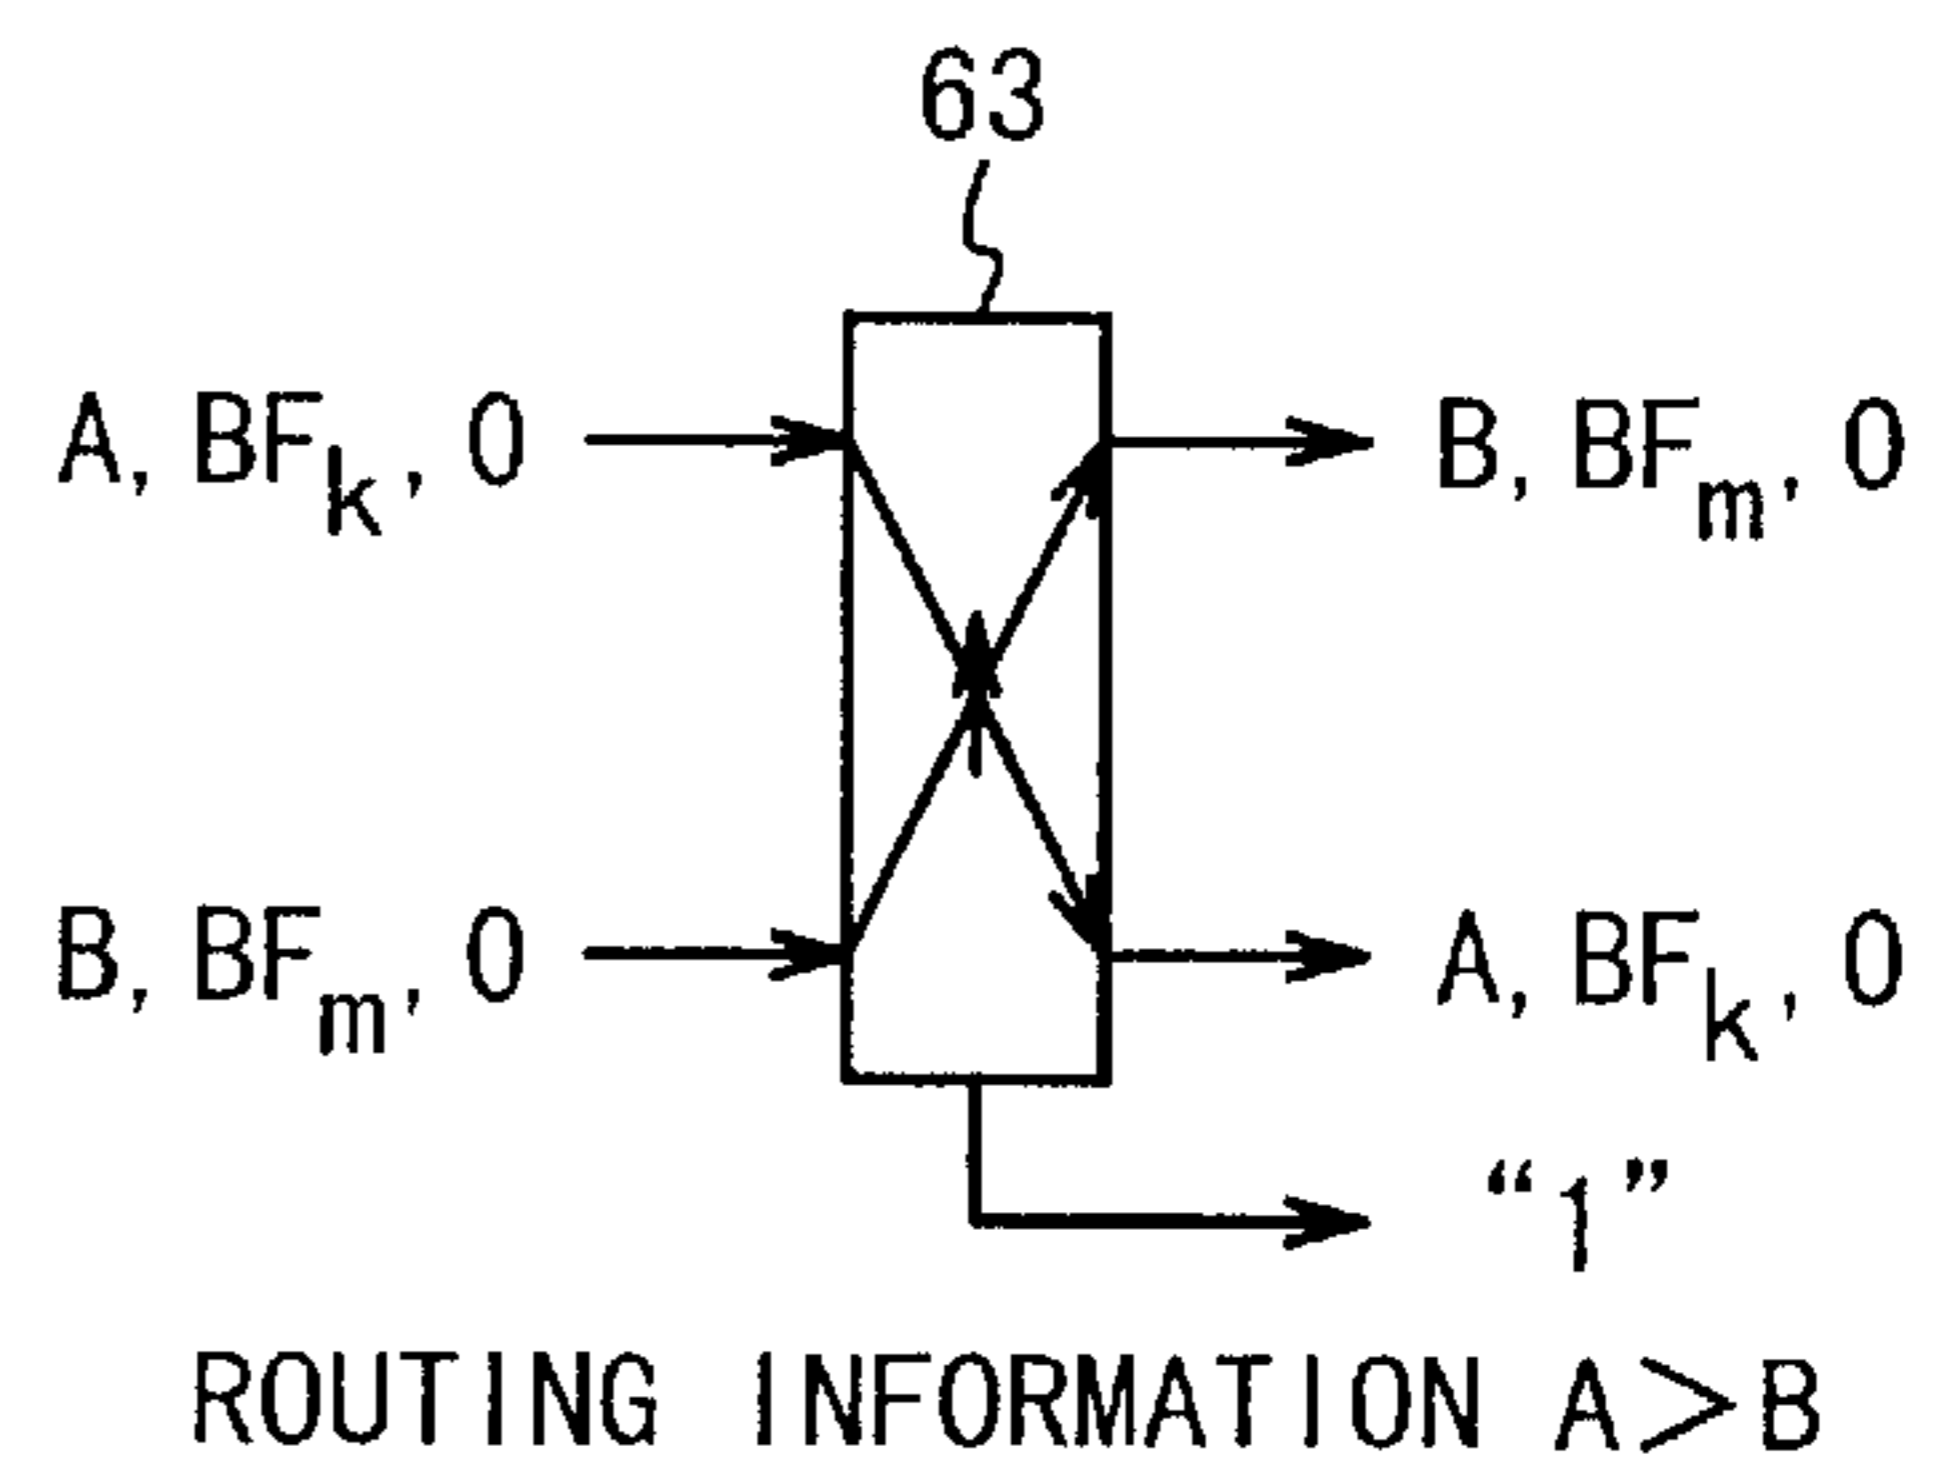 63
A, BFk, 0 B, BFm, 0
B, BFm, 0 A, BFk, 0
“1”
ROUTING INFORMATION A>B